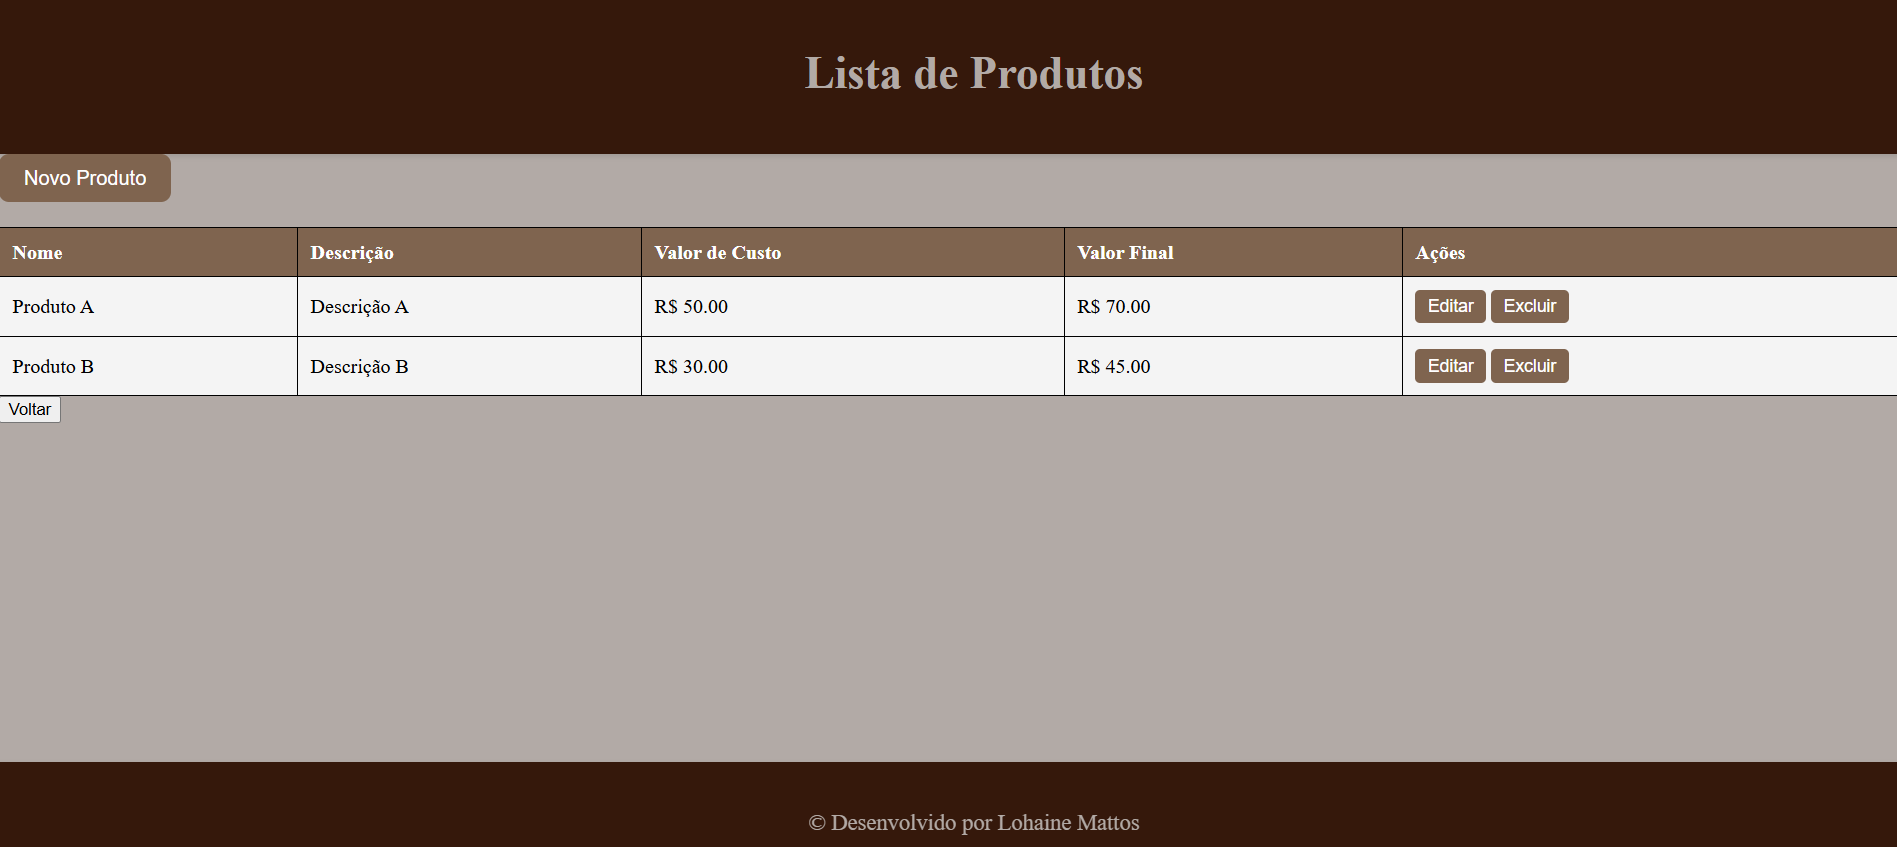 Lista de Produtos
Novo Produto
Nome Descrição Valor de Custo Valor Final Ações
Produto A Descrição A R$ 50.00 R$ 70.00 Editar Excluir
Produto B Descrição B R$ 30.00 R$ 45.00 Editar Excluir
Voltar
© Desenvolvido por Lohaine Mattos